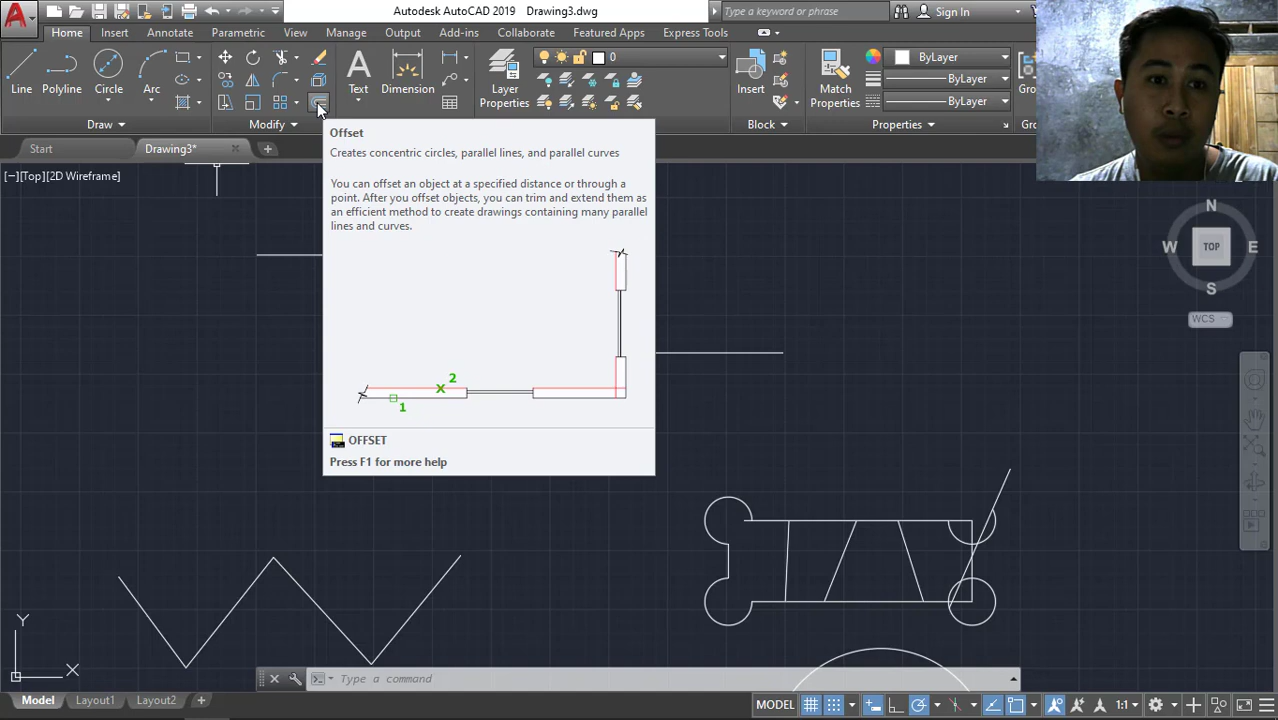 Autodesk AutoCAD 2019 Drawing3.dwg
Type a keyword or phrase
Sign In
Home Insert Annotate Parametric View Manage Output Add-ins Collaborate Featured Apps Express Tools
Line Polyline Circle Arc
Text Dimension
Layer Properties
0
Insert
Match Properties
ByLayer
ByLayer
ByLayer
Draw Modify Block Properties
Start Drawing3*
[−][Top][2D Wireframe]
Offset
Creates concentric circles, parallel lines, and parallel curves
You can offset an object at a specified distance or through a
point. After you offset objects, you can trim and extend them as
an efficient method to create drawings containing many parallel
lines and curves.
2
1
OFFSET
Press F1 for more help
N
W TOP E
S
WCS
Y
X
Type a command
Model Layout1 Layout2
MODEL
1:1